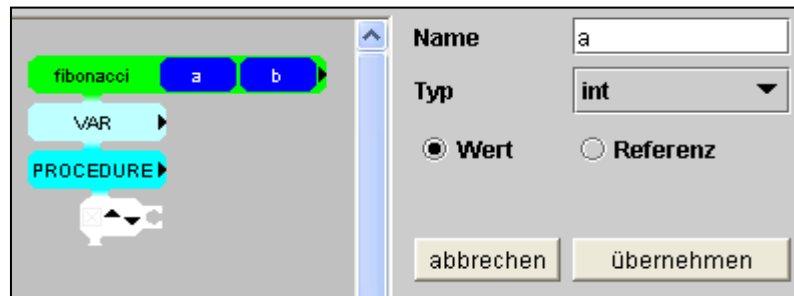 fibonacci a b
VAR
PROCEDURE
Name a
Typ int
Wert Referenz
abbrechen übernehmen